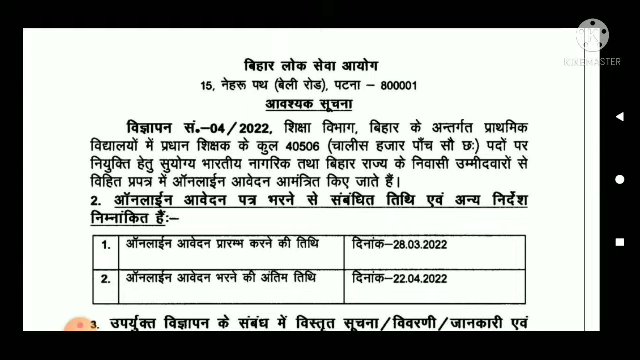 बिहार लोक सेवा आयोग
15, नेहरू पथ (बेली रोड), पटना – 800001
आवश्यक सूचना
विज्ञापन सं.–04/2022, शिक्षा विभाग, बिहार के अन्तर्गत प्राथमिक
विद्यालयों में प्रधान शिक्षक के कुल 40506 (चालीस हजार पाँच सौ छः) पदों पर
नियुक्ति हेतु सुयोग्य भारतीय नागरिक तथा बिहार राज्य के निवासी उम्मीदवारों से
विहित प्रपत्र में ऑनलाईन आवेदन आमंत्रित किए जाते हैं।
2. ऑनलाईन आवेदन पत्र भरने से संबंधित तिथि एवं अन्य निर्देश
निम्नांकित हैं:–
1. ऑनलाईन आवेदन प्रारम्भ करने की तिथि दिनांक–28.03.2022
2. ऑनलाईन आवेदन भरने की अंतिम तिथि दिनांक–22.04.2022
3. उपर्युक्त विज्ञापन के संबंध में विस्तृत सूचना/विवरणी/जानकारी एवं
KINEMASTER